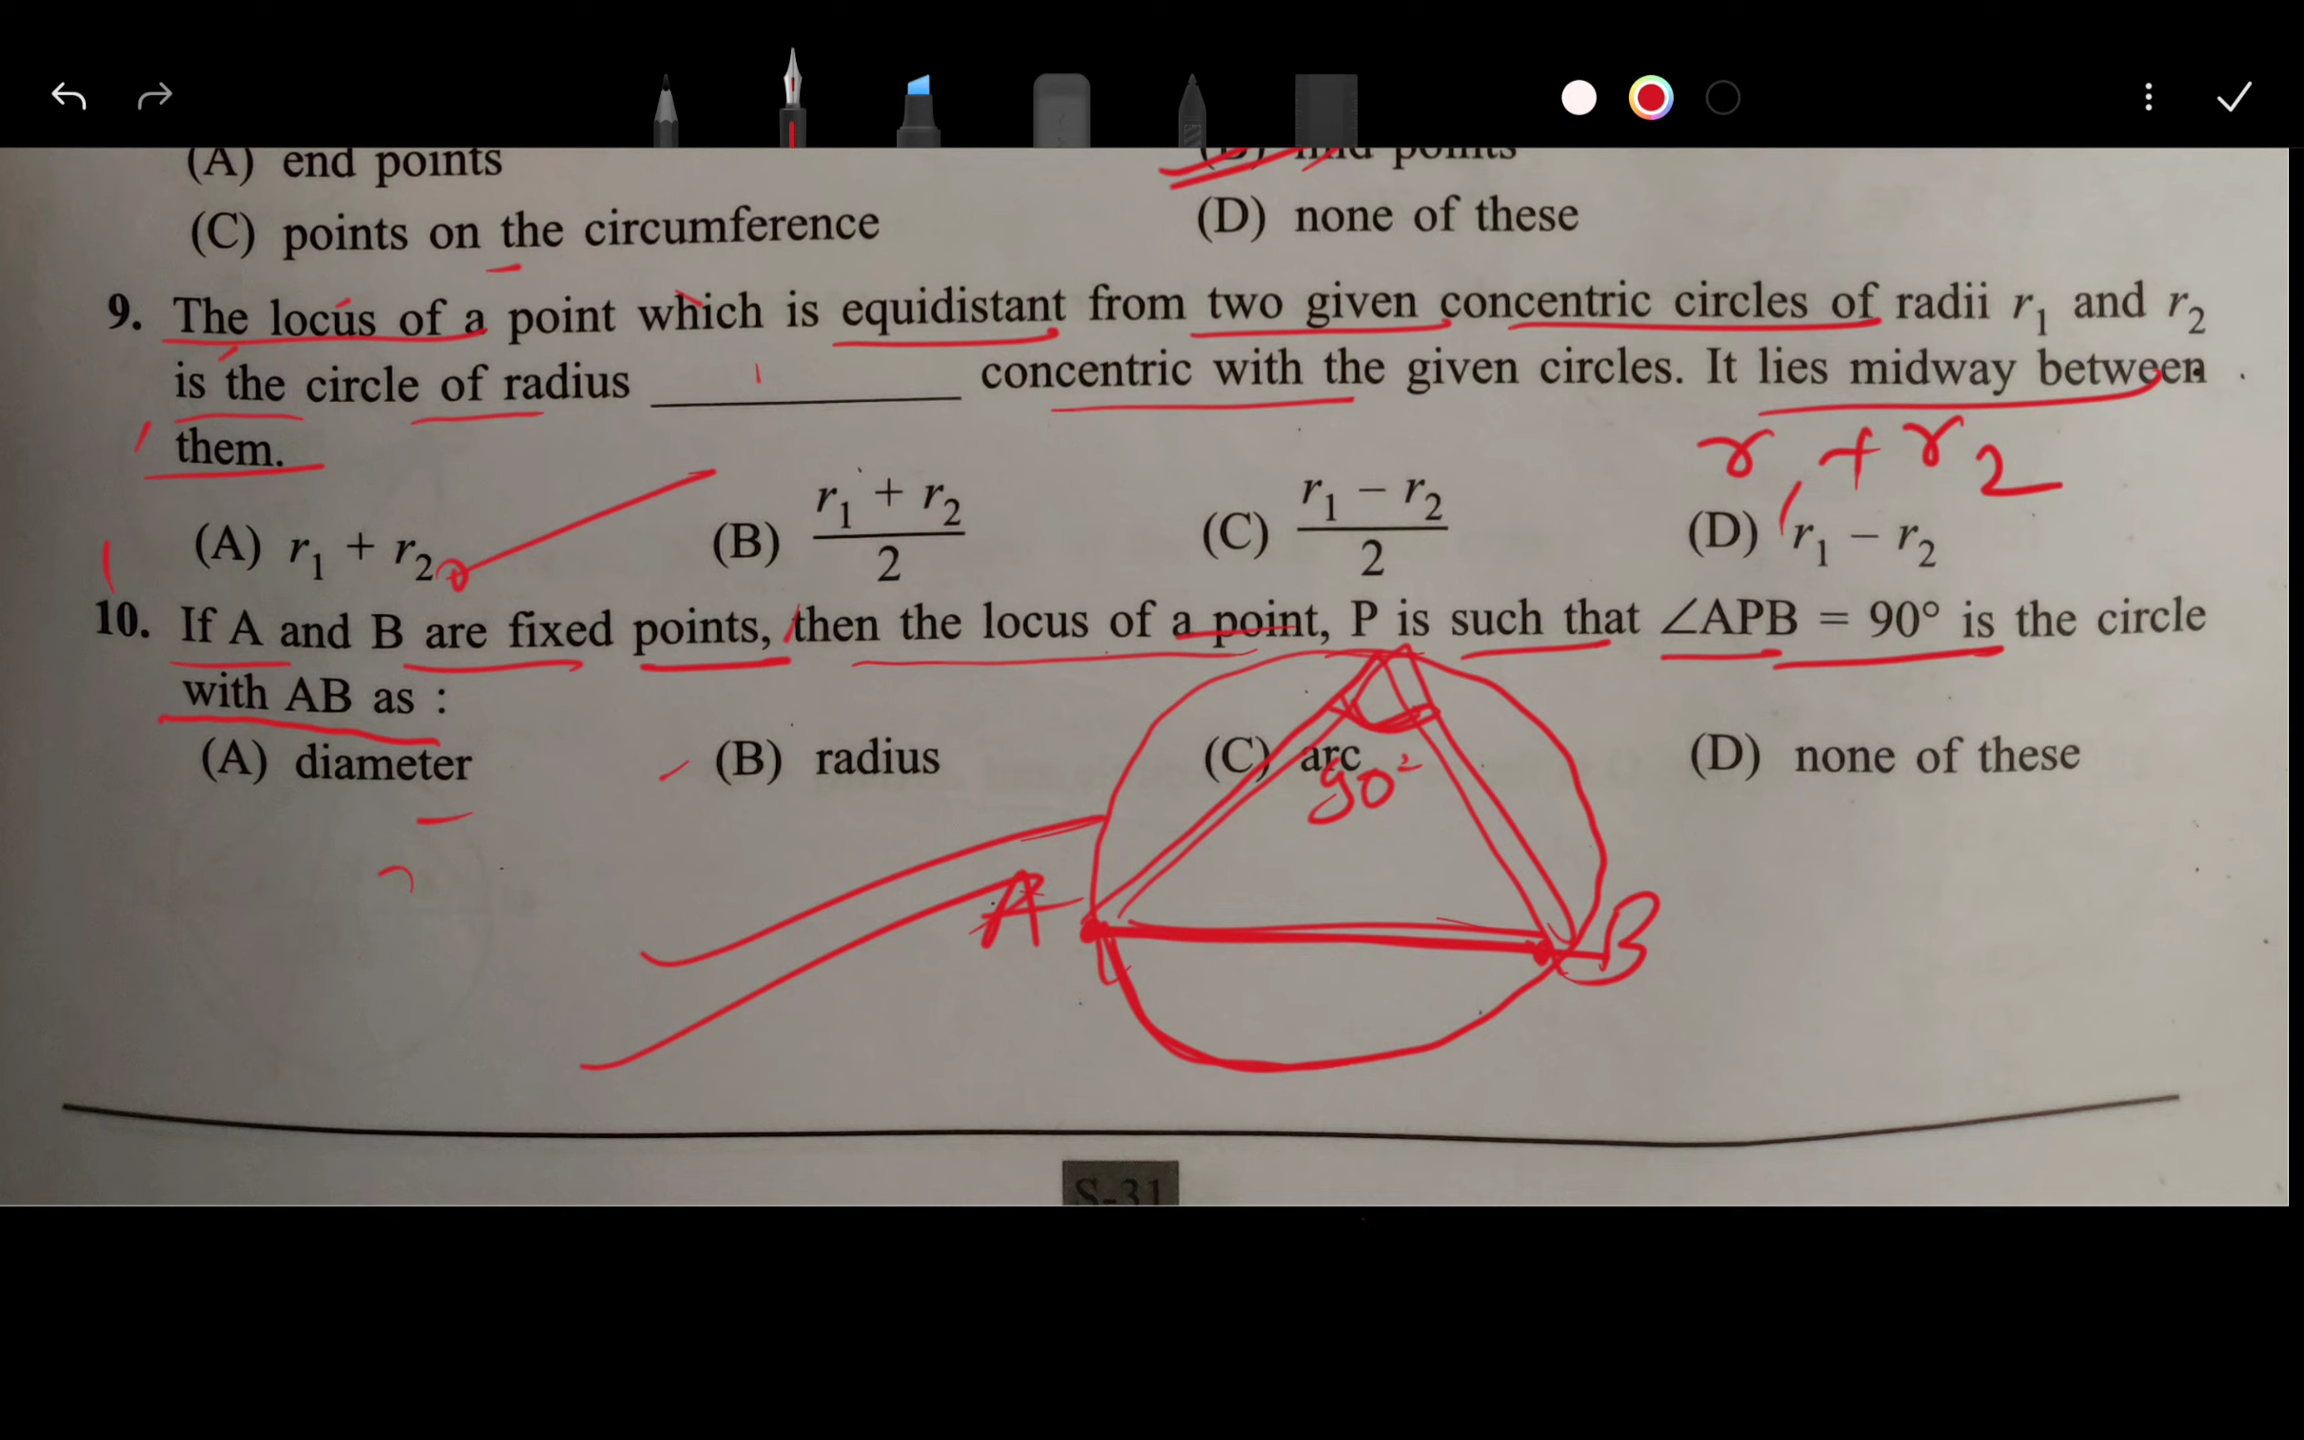 (A) end points (B) mid points
(C) points on the circumference (D) none of these
9. The locus of a point which is equidistant from two given concentric circles of radii r₁ and r₂
is the circle of radius __________ concentric with the given circles. It lies midway between
them.
r₁ + r₂
(A) r₁ + r₂ (B) (r₁ + r₂)/2 (C) (r₁ − r₂)/2 (D) r₁ − r₂
10. If A and B are fixed points, then the locus of a point, P is such that ∠APB = 90° is the circle
with AB as :
(A) diameter (B) radius (C) arc (D) none of these
90°
A B
S-31